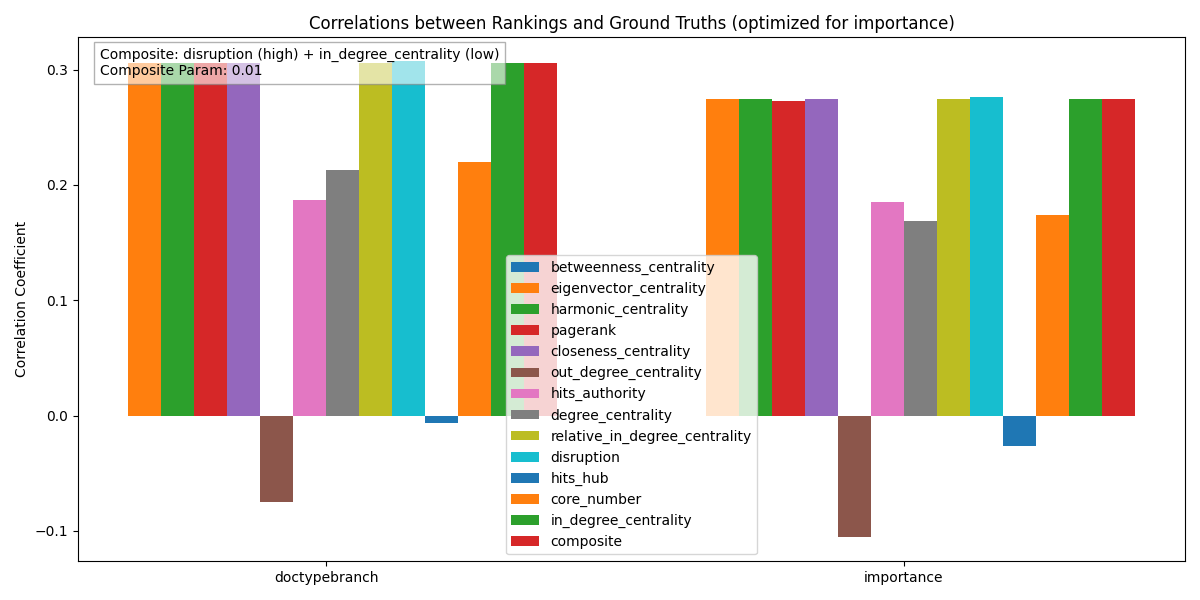 Correlations between Rankings and Ground Truths (optimized for importance)
Composite: disruption (high) + in_degree_centrality (low)
Composite Param: 0.01
Correlation Coefficient
0.3
0.2
0.1
0.0
−0.1
betweenness_centrality
eigenvector_centrality
harmonic_centrality
pagerank
closeness_centrality
out_degree_centrality
hits_authority
degree_centrality
relative_in_degree_centrality
disruption
hits_hub
core_number
in_degree_centrality
composite
doctypebranch
importance